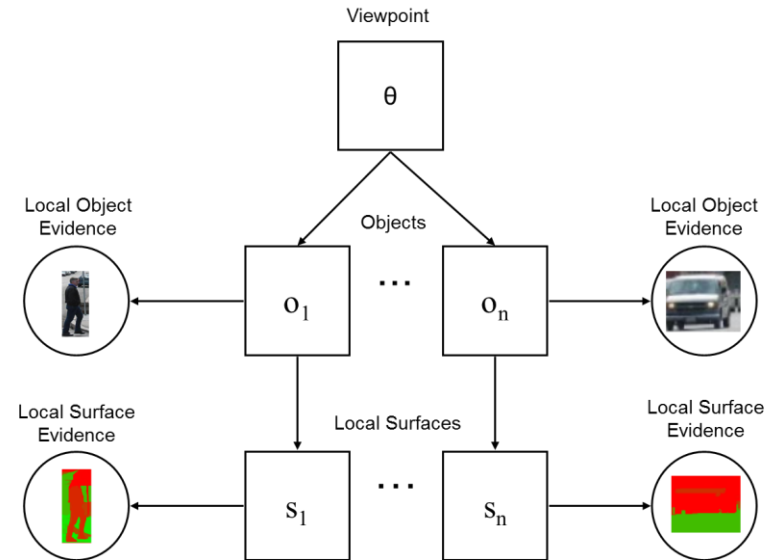 Viewpoint
θ
Local Object
Evidence
Objects
Local Object
Evidence
o1
...
on
Local Surface
Evidence
Local Surfaces
Local Surface
Evidence
s1
...
sn